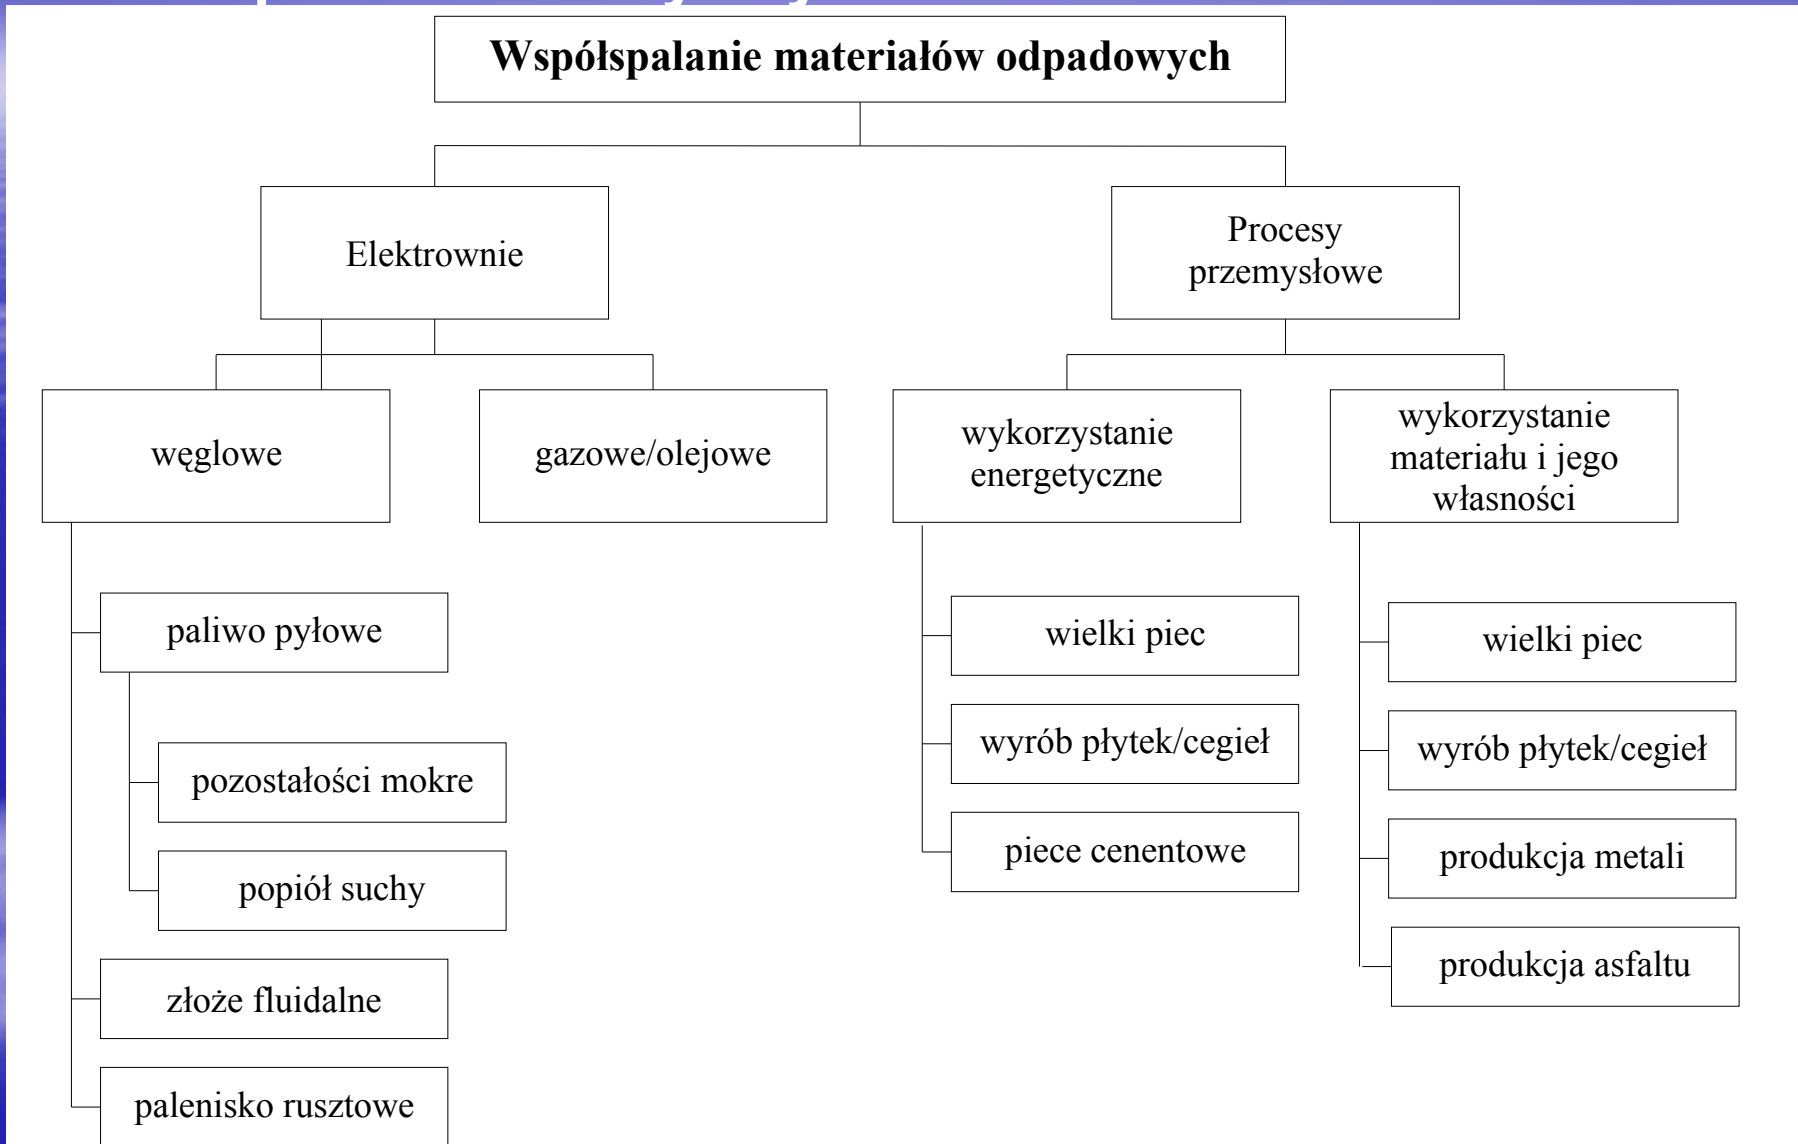 Współspalanie materiałów odpadowych
Elektrownie
Procesy
przemysłowe
węglowe
gazowe/olejowe
wykorzystanie
energetyczne
wykorzystanie
materiału i jego
własności
paliwo pyłowe
pozostałości mokre
popiół suchy
złoże fluidalne
palenisko rusztowe
wielki piec
wyrób płytek/cegieł
piece cenentowe
wielki piec
wyrób płytek/cegieł
produkcja metali
produkcja asfaltu